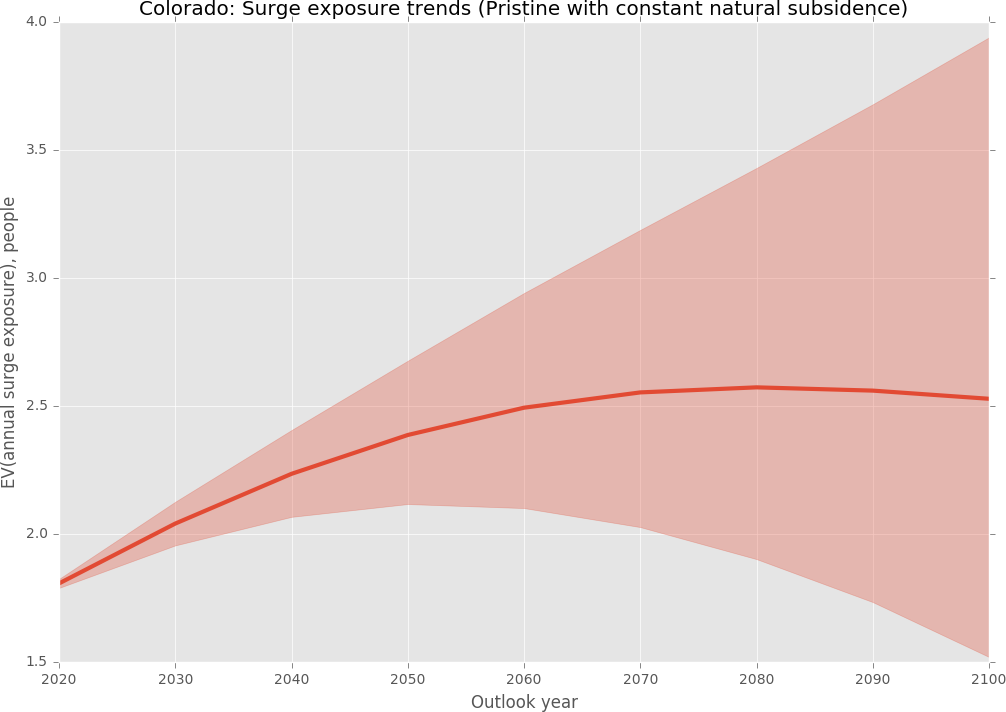 Colorado: Surge exposure trends (Pristine with constant natural subsidence)
4.0
3.5
3.0
2.5
2.0
1.5
EV(annual surge exposure), people
2020 2030 2040 2050 2060 2070 2080 2090 2100
Outlook year